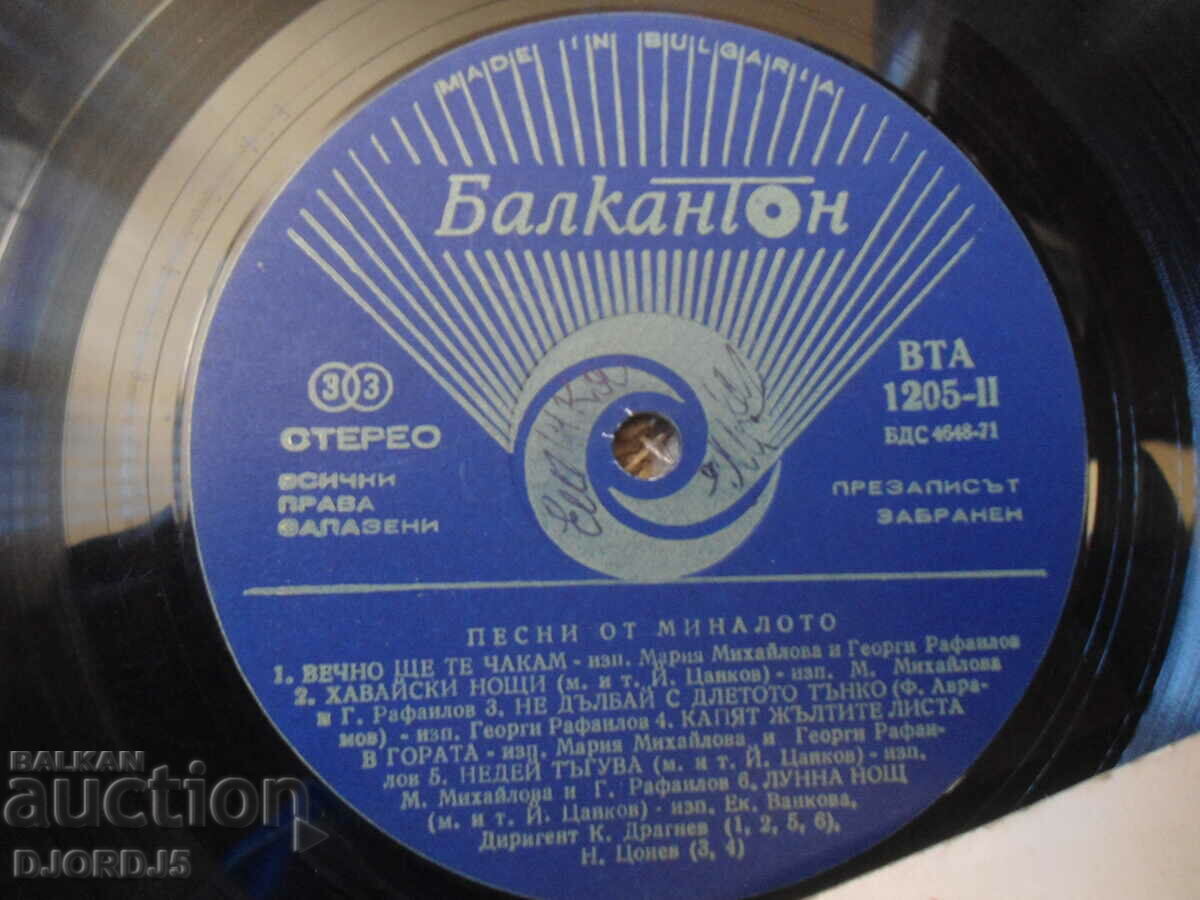 MADE IN BULGARIA
Балкантон
33
СТЕРЕО
ВСИЧКИ
ПРАВА
ЗАПАЗЕНИ
ВТА
1205-II
БДС 4648-71
ПРЕЗАПИСЪТ
ЗАБРАНЕН
ПЕСНИ ОТ МИНАЛОТО
1. ВЕЧНО ЩЕ ТЕ ЧАКАМ - изп. Мария Михайлова и Георги Рафаилов
2. ХАВАЙСКИ НОЩИ (м. и т. Й. Цанков) - изп. М. Михайлова
и Г. Рафаилов 3. НЕ ДЪЛБАЙ С ДЛЕТОТО ТЪНКО (Ф. Авра-
мов) - изп. Георги Рафаилов 4. КАПЯТ ЖЪЛТИТЕ ЛИСТА
В ГОРАТА - изп. Мария Михайлова и Георги Рафаи-
лов 5. НЕДЕЙ ТЪГУВА (м. и т. Й. Цанков) - изп.
М. Михайлова и Г. Рафаилов 6. ЛУННА НОЩ
(м. и т. Й. Цанков) - изп. Ек. Ванкова,
Диригент К. Драгнев (1, 2, 5, 6),
Н. Цонев (3, 4)
BALKAN
auction
DJORD_J5